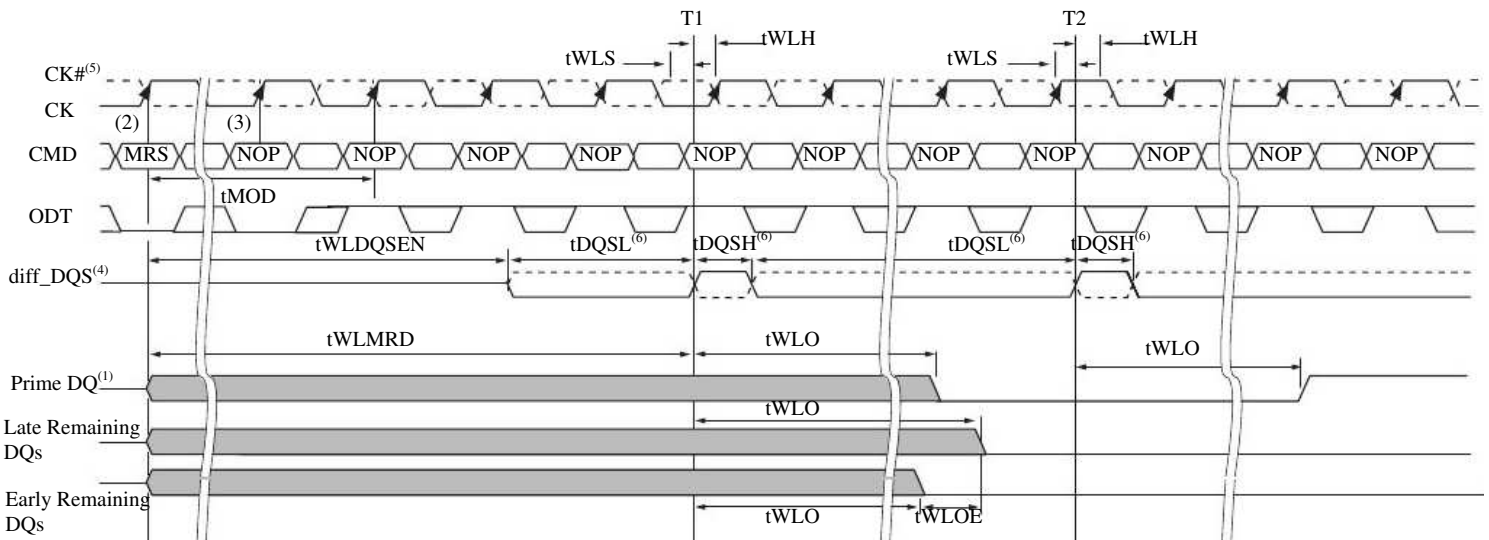 T1 T2
tWLH tWLH
tWLS tWLS
CK#(5)
CK
(2) (3)
CMD MRS NOP NOP NOP NOP NOP NOP NOP NOP NOP NOP NOP
tMOD
ODT
tWLDQSEN tDQSL(6) tDQSH(6) tDQSL(6) tDQSH(6)
diff_DQS(4)
tWLMRD tWLO tWLO
Prime DQ(1)
tWLO
Late Remaining
DQs
Early Remaining
DQs
tWLO tWLOE